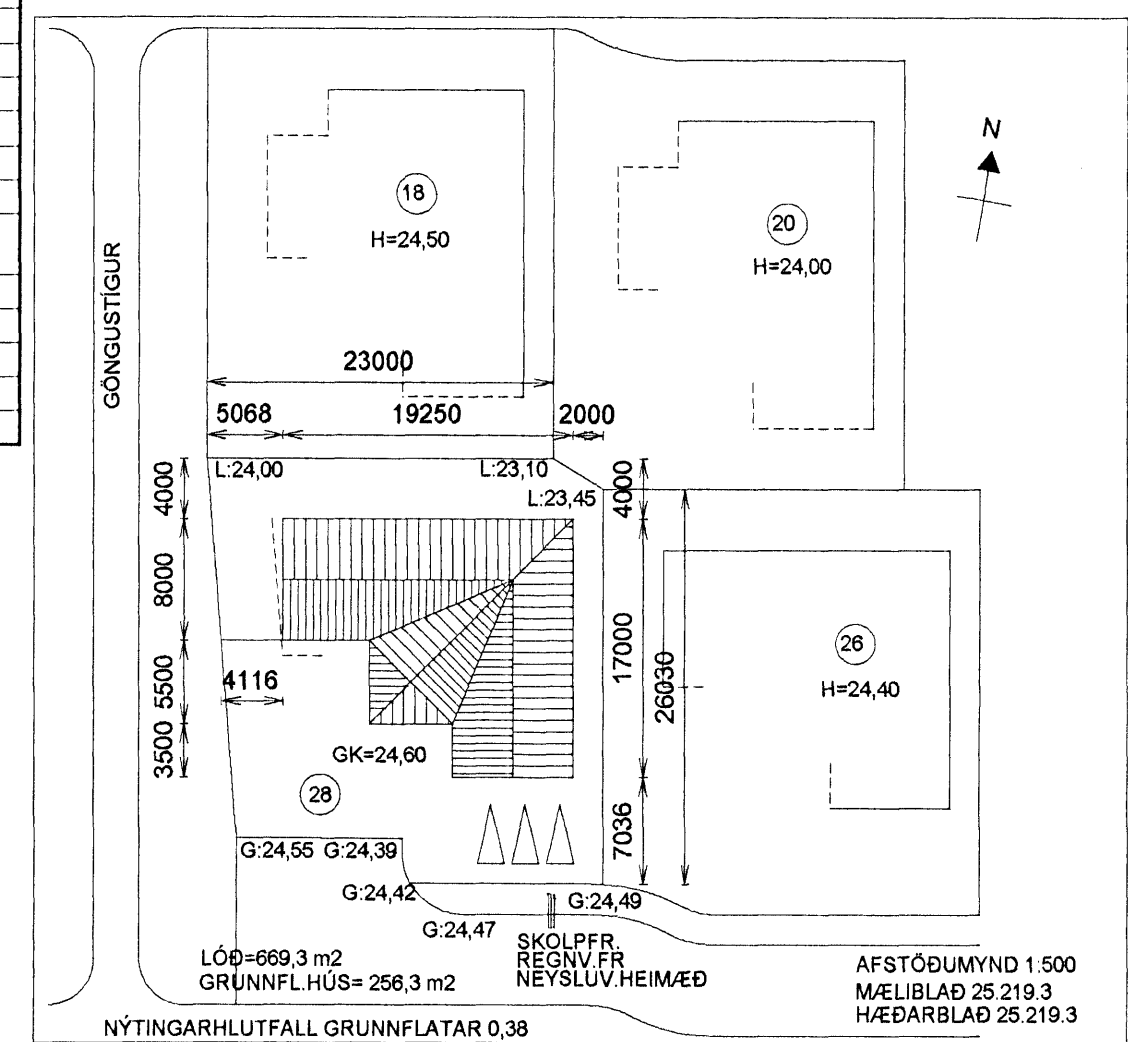 N
18
H=24,50
20
H=24,00
GÖNGUSTÍGUR
23000
5068
19250
2000
L:24,00
L:23,10
L:23,45
4000
4000
8000
5500
3500
17000
26030
7036
26
H=24,40
4116
GK=24,60
28
G:24,55
G:24,39
G:24,42
G:24,49
G:24,47
SKOLPFR.
REGNV.FR
NEYSLUV.HEIMÆÐ
LÓÐ=669,3 m2
GRUNNFL.HÚS= 256,3 m2
AFSTÖÐUMYND 1:500
MÆLIBLAÐ 25.219.3
HÆÐARBLAÐ 25.219.3
NÝTINGARHLUTFALL GRUNNFLATAR 0,38